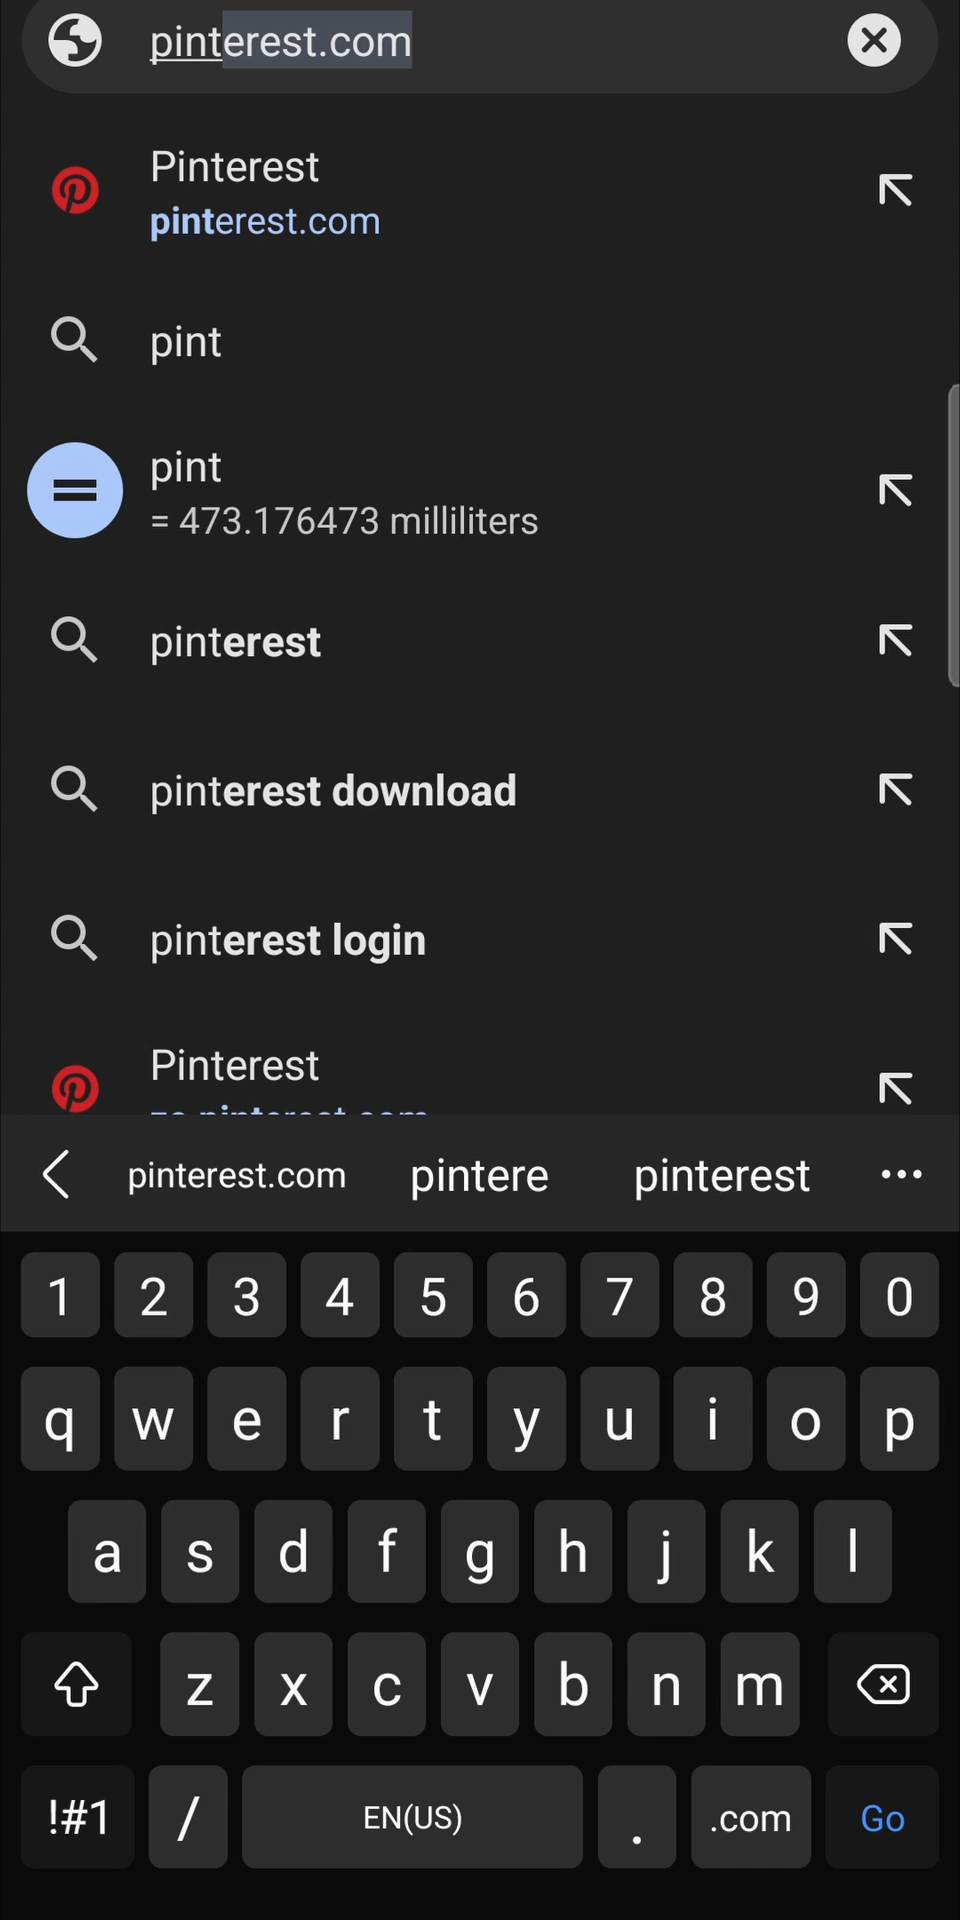 pinterest.com
Pinterest
pinterest.com
pint
pint
= 473.176473 milliliters
pinterest
pinterest download
pinterest login
Pinterest
pinterest.com pintere pinterest
1 2 3 4 5 6 7 8 9 0
q w e r t y u i o p
a s d f g h j k l
z x c v b n m
!#1 / EN(US) . .com Go